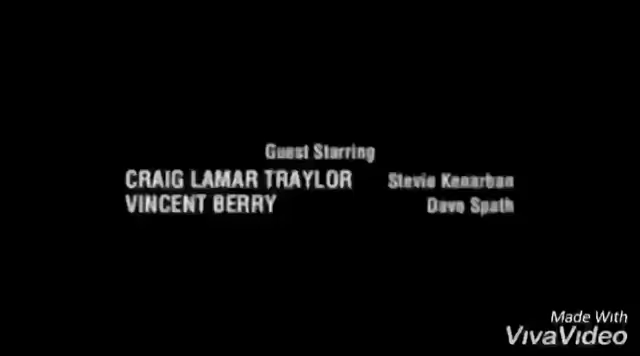 Guest Starring
CRAIG LAMAR TRAYLOR Stevie Kenarban
VINCENT BERRY Dave Spath
Made With
VivaVideo